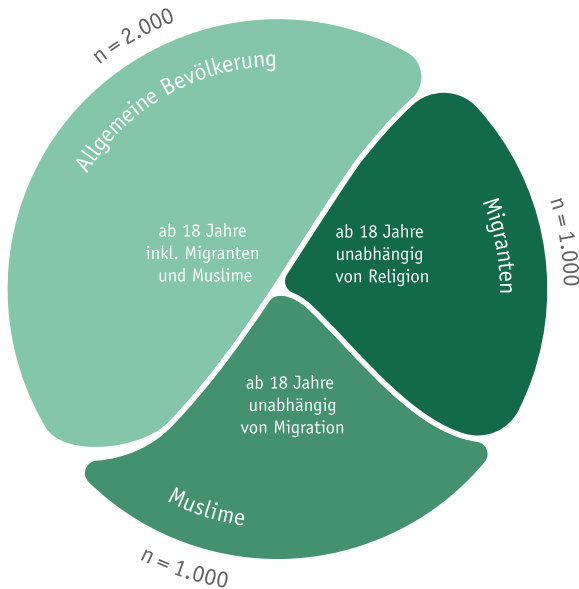 n = 2.000
Allgemeine Bevölkerung
ab 18 Jahre
inkl. Migranten
und Muslime
n = 1.000
Migranten
ab 18 Jahre
unabhängig
von Religion
ab 18 Jahre
unabhängig
von Migration
Muslime
n = 1.000